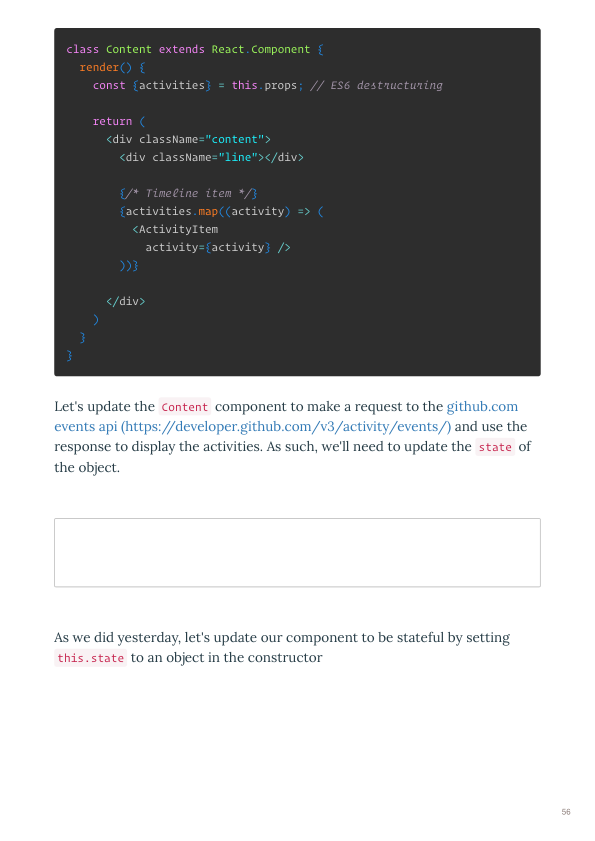 class Content extends React.Component {
render() {
const {activities} = this.props; // ES6 destructuring
return (
<div className="content">
<div className="line"></div>
{/* Timeline item */}
{activities.map((activity) => (
<ActivityItem
activity={activity} />
))}
</div>
)
}
}
Let's update the Content component to make a request to the github.com
events api (https://developer.github.com/v3/activity/events/) and use the
response to display the activities. As such, we'll need to update the state of
the object.
As we did yesterday, let's update our component to be stateful by setting
this.state to an object in the constructor
56